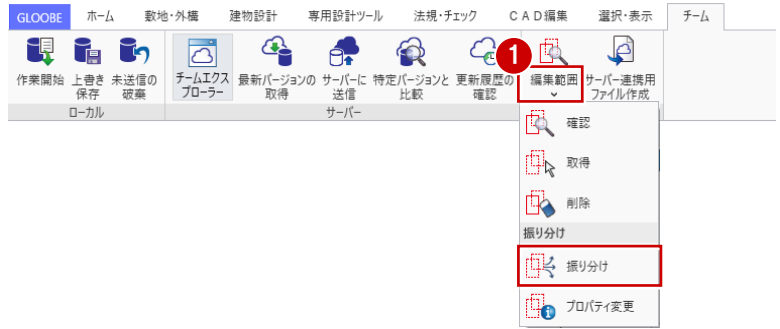 GLOOBE ホーム 敷地・外構 建物設計 専用設計ツール 法規・チェック CAD編集 選択・表示 チーム
1
作業開始 上書き保存 未送信の破棄 チームエクスプローラー 最新バージョンの取得 サーバーに送信 特定バージョンと比較 更新履歴の確認 編集範囲 サーバー連携用ファイル作成
ローカル サーバー
確認
取得
削除
振り分け
振り分け
プロパティ変更